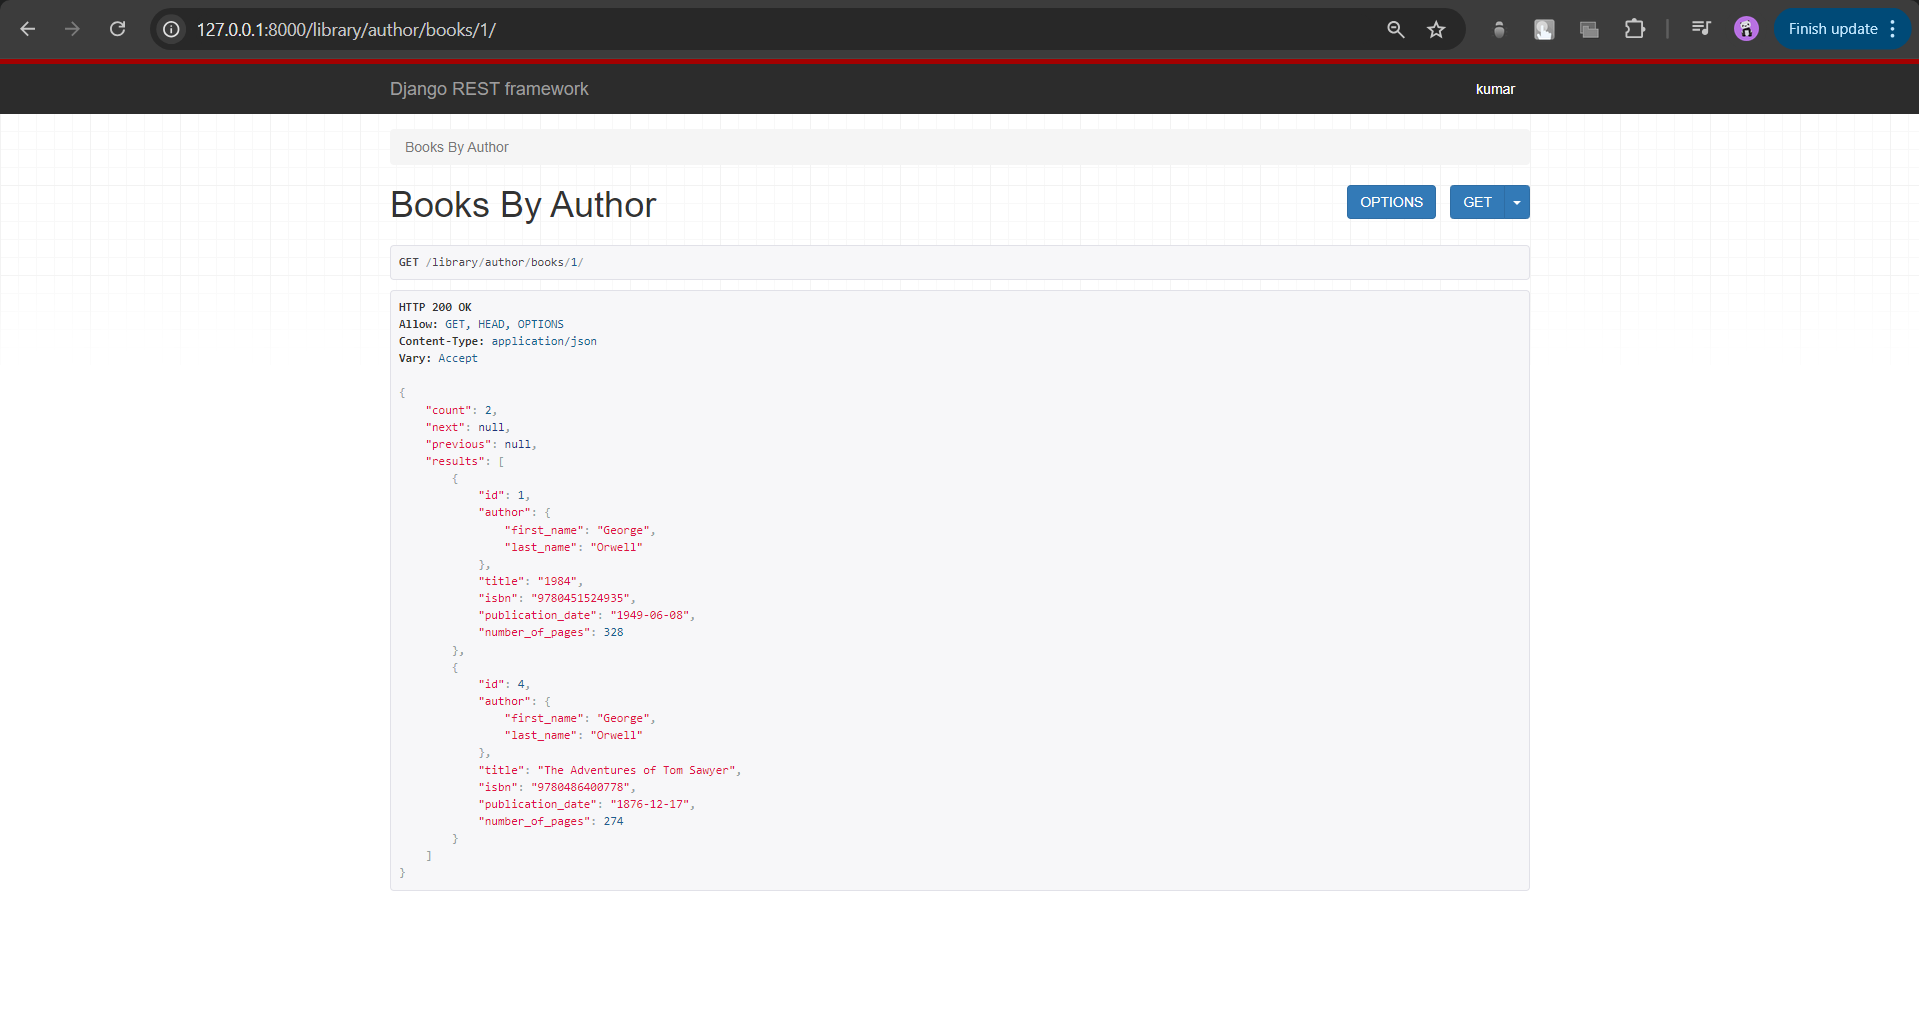 127.0.0.1:8000/library/author/books/1/
Finish update
Django REST framework
kumar
Books By Author
Books By Author
OPTIONS
GET
GET /library/author/books/1/
HTTP 200 OK
Allow: GET, HEAD, OPTIONS
Content-Type: application/json
Vary: Accept
{
    "count": 2,
    "next": null,
    "previous": null,
    "results": [
        {
            "id": 1,
            "author": {
                "first_name": "George",
                "last_name": "Orwell"
            },
            "title": "1984",
            "isbn": "9780451524935",
            "publication_date": "1949-06-08",
            "number_of_pages": 328
        },
        {
            "id": 4,
            "author": {
                "first_name": "George",
                "last_name": "Orwell"
            },
            "title": "The Adventures of Tom Sawyer",
            "isbn": "9780486400778",
            "publication_date": "1876-12-17",
            "number_of_pages": 274
        }
    ]
}